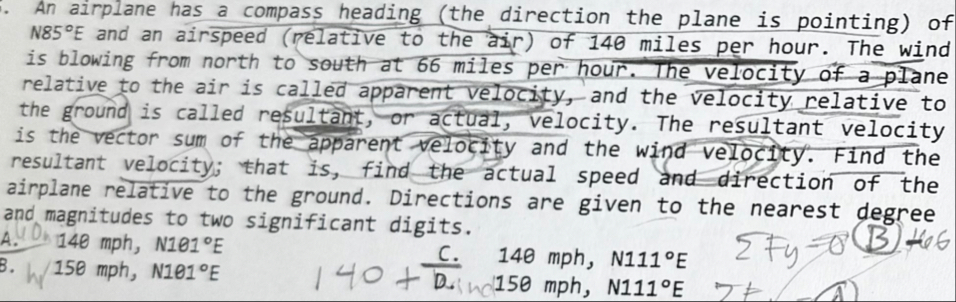 . An airplane has a compass heading (the direction the plane is pointing) of
N85°E and an airspeed (relative to the air) of 140 miles per hour. The wind
is blowing from north to south at 66 miles per hour. The velocity of a plane
relative to the air is called apparent velocity, and the velocity relative to
the ground is called resultant, or actual, velocity. The resultant velocity
is the vector sum of the apparent velocity and the wind velocity. Find the
resultant velocity; that is, find the actual speed and direction of the
airplane relative to the ground. Directions are given to the nearest degree
and magnitudes to two significant digits.
A. 140 mph, N101°E C. 140 mph, N111°E
B. 150 mph, N101°E D. 150 mph, N111°E
ΣFy = 0 B +66
140 + ind
A